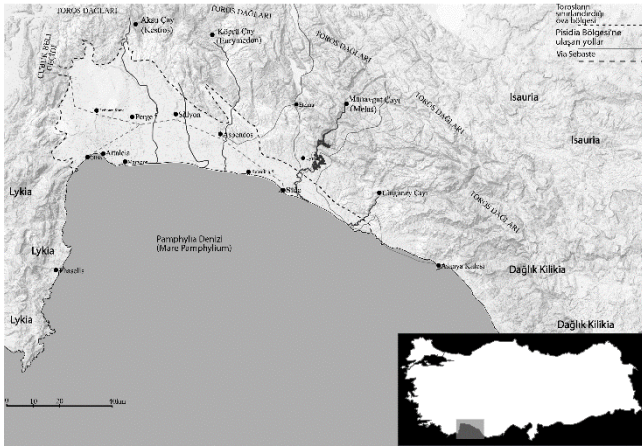 TOROS DAĞLARI
Aksu Çay
(Kestros)
Köprü Çay
(Eurymedon)
TOROS DAĞLARI
Torosların
sınırlandırdığı
ova bölgesi
Pisidia Bölgesi'ne
ulaşan yollar
Via Sebaste
TOROS DAĞLARI
Manavgat Çayı
(Melas)
TOROS DAĞLARI
Isauria
Isauria
Perge
Sillyon
Aspendos
Attaleia
Side
Kargaray Çayı
TOROS DAĞLARI
Lykia
Pamphylia Denizi
(Mare Pamphylium)
Lykia
Phaselis
Alanya Kalesi
Dağlık Kilikia
Lykia
Dağlık Kilikia
0 10 20 40km